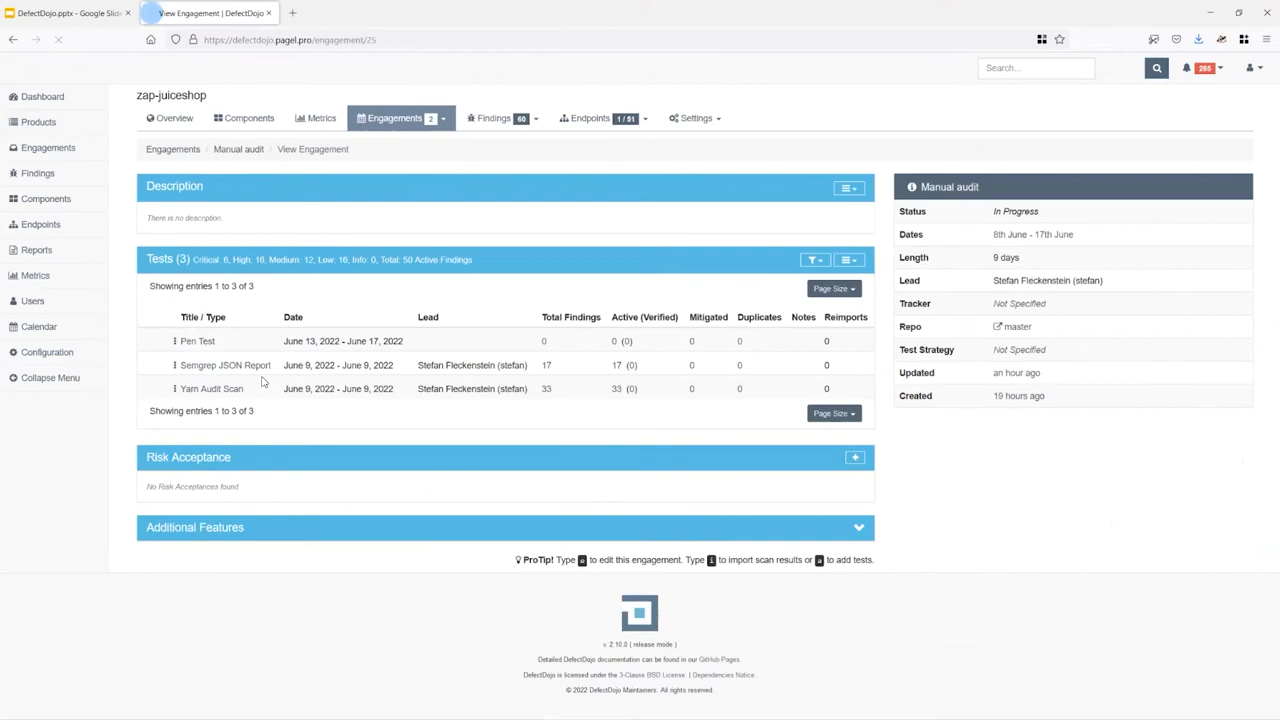 DefectDojo.pptx - Google Slide
View Engagement | DefectDojo
https://defectdojo.pagel.pro/engagement/25
Search...
265
Dashboard
Products
Engagements
Findings
Components
Endpoints
Reports
Metrics
Users
Calendar
Configuration
Collapse Menu
zap-juiceshop
Overview Components Metrics Engagements 2 Findings 60 Endpoints 1 / 51 Settings
Engagements / Manual audit / View Engagement
Description
There is no description.
Tests (3) Critical: 6, High: 16, Medium: 12, Low: 16, Info: 0, Total: 50 Active Findings
Showing entries 1 to 3 of 3
Page Size
Title / Type Date Lead Total Findings Active (Verified) Mitigated Duplicates Notes Reimports
Pen Test June 13, 2022 - June 17, 2022 0 0 (0) 0 0 0
Semgrep JSON Report June 9, 2022 - June 9, 2022 Stefan Fleckenstein (stefan) 17 17 (0) 0 0 0
Yarn Audit Scan June 9, 2022 - June 9, 2022 Stefan Fleckenstein (stefan) 33 33 (0) 0 0 0
Showing entries 1 to 3 of 3
Page Size
Risk Acceptance
No Risk Acceptances found
Additional Features
ProTip! Type e to edit this engagement. Type i to import scan results or a to add tests.
Manual audit
Status In Progress
Dates 8th June - 17th June
Length 9 days
Lead Stefan Fleckenstein (stefan)
Tracker Not Specified
Repo master
Test Strategy Not Specified
Updated an hour ago
Created 19 hours ago
v. 2.10.0 ( release mode )
Detailed DefectDojo documentation can be found in our GitHub Pages.
DefectDojo is licensed under the 3-Clause BSD License. | Dependencies Notice.
© 2022 DefectDojo Maintainers. All rights reserved.